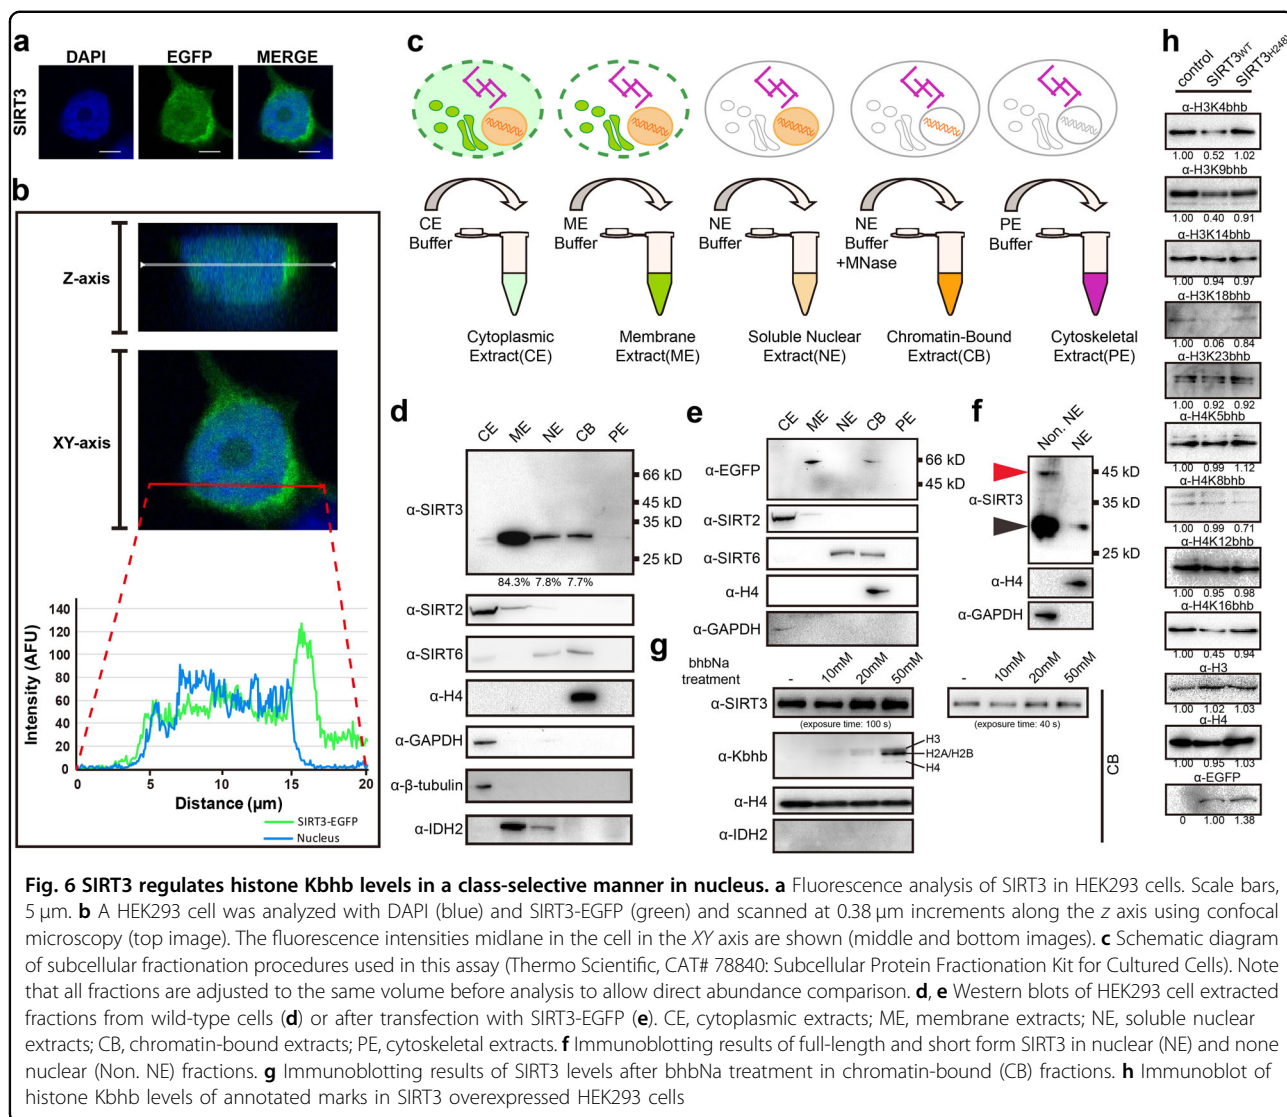 a
DAPI EGFP MERGE
SIRT3
b
Z-axis
XY-axis
Intensity (AFU)
140
120
100
80
60
40
20
0
0 5 10 15 20
Distance (µm)
SIRT3-EGFP
Nucleus
c
CE Buffer
ME Buffer
NE Buffer
NE Buffer +MNase
PE Buffer
Cytoplasmic Extract(CE)
Membrane Extract(ME)
Soluble Nuclear Extract(NE)
Chromatin-Bound Extract(CB)
Cytoskeletal Extract(PE)
d
CE ME NE CB PE
α-SIRT3
66 kD
45 kD
35 kD
25 kD
84.3% 7.8% 7.7%
α-SIRT2
α-SIRT6
α-H4
α-GAPDH
α-β-tubulin
α-IDH2
e
CE ME NE CB PE
α-EGFP
66 kD
45 kD
α-SIRT2
α-SIRT6
α-H4
α-GAPDH
f
Non. NE NE
45 kD
α-SIRT3
35 kD
25 kD
α-H4
α-GAPDH
g
bhbNa treatment
- 10mM 20mM 50mM
- 10mM 20mM 50mM
α-SIRT3
(exposure time: 100 s) (exposure time: 40 s)
α-Kbhb
H3
H2A/H2B
H4
α-H4
α-IDH2
CB
h
control SIRT3WT
α-H3K4bhb
1.00 0.52 1.02
α-H3K9bhb
1.00 0.40 0.91
α-H3K14bhb
1.00 0.94 0.97
α-H3K18bhb
1.00 0.06 0.84
α-H3K23bhb
1.00 0.92 0.92
α-H4K5bhb
1.00 0.99 1.12
α-H4K8bhb
1.00 0.99 0.71
α-H4K12bhb
1.00 0.95 0.98
α-H4K16bhb
1.00 0.45 0.94
α-H3
1.00 1.02 1.03
α-H4
1.00 0.95 1.03
α-EGFP
0 1.00 1.38
Fig. 6 SIRT3 regulates histone Kbhb levels in a class-selective manner in nucleus. a Fluorescence analysis of SIRT3 in HEK293 cells. Scale bars,
5 µm. b A HEK293 cell was analyzed with DAPI (blue) and SIRT3-EGFP (green) and scanned at 0.38 µm increments along the z axis using confocal
microscopy (top image). The fluorescence intensities midlane in the cell in the XY axis are shown (middle and bottom images). c Schematic diagram
of subcellular fractionation procedures used in this assay (Thermo Scientific, CAT# 78840: Subcellular Protein Fractionation Kit for Cultured Cells). Note
that all fractions are adjusted to the same volume before analysis to allow direct abundance comparison. d, e Western blots of HEK293 cell extracted
fractions from wild-type cells (d) or after transfection with SIRT3-EGFP (e). CE, cytoplasmic extracts; ME, membrane extracts; NE, soluble nuclear
extracts; CB, chromatin-bound extracts; PE, cytoskeletal extracts. f Immunoblotting results of full-length and short form SIRT3 in nuclear (NE) and none
nuclear (Non. NE) fractions. g Immunoblotting results of SIRT3 levels after bhbNa treatment in chromatin-bound (CB) fractions. h Immunoblot of
histone Kbhb levels of annotated marks in SIRT3 overexpressed HEK293 cells